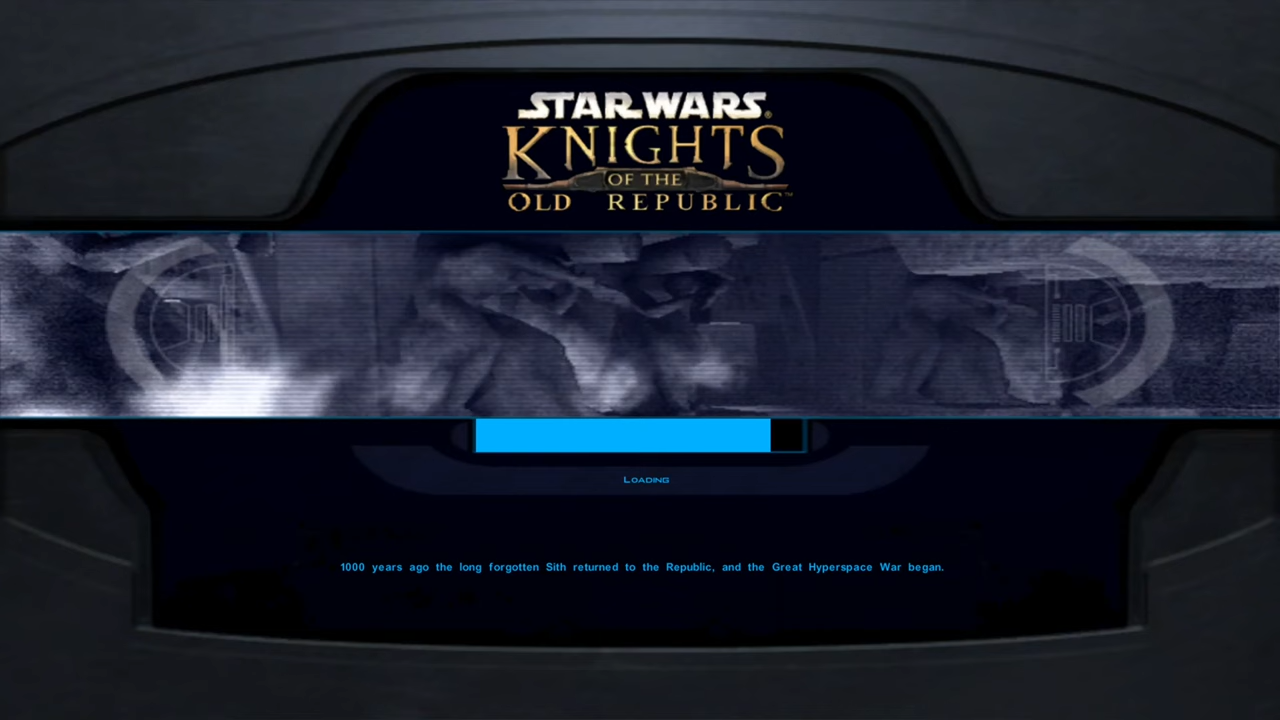 STAR WARS®
KNIGHTS
OF THE
OLD REPUBLIC™
LOADING
1000 years ago the long forgotten Sith returned to the Republic, and the Great Hyperspace War began.